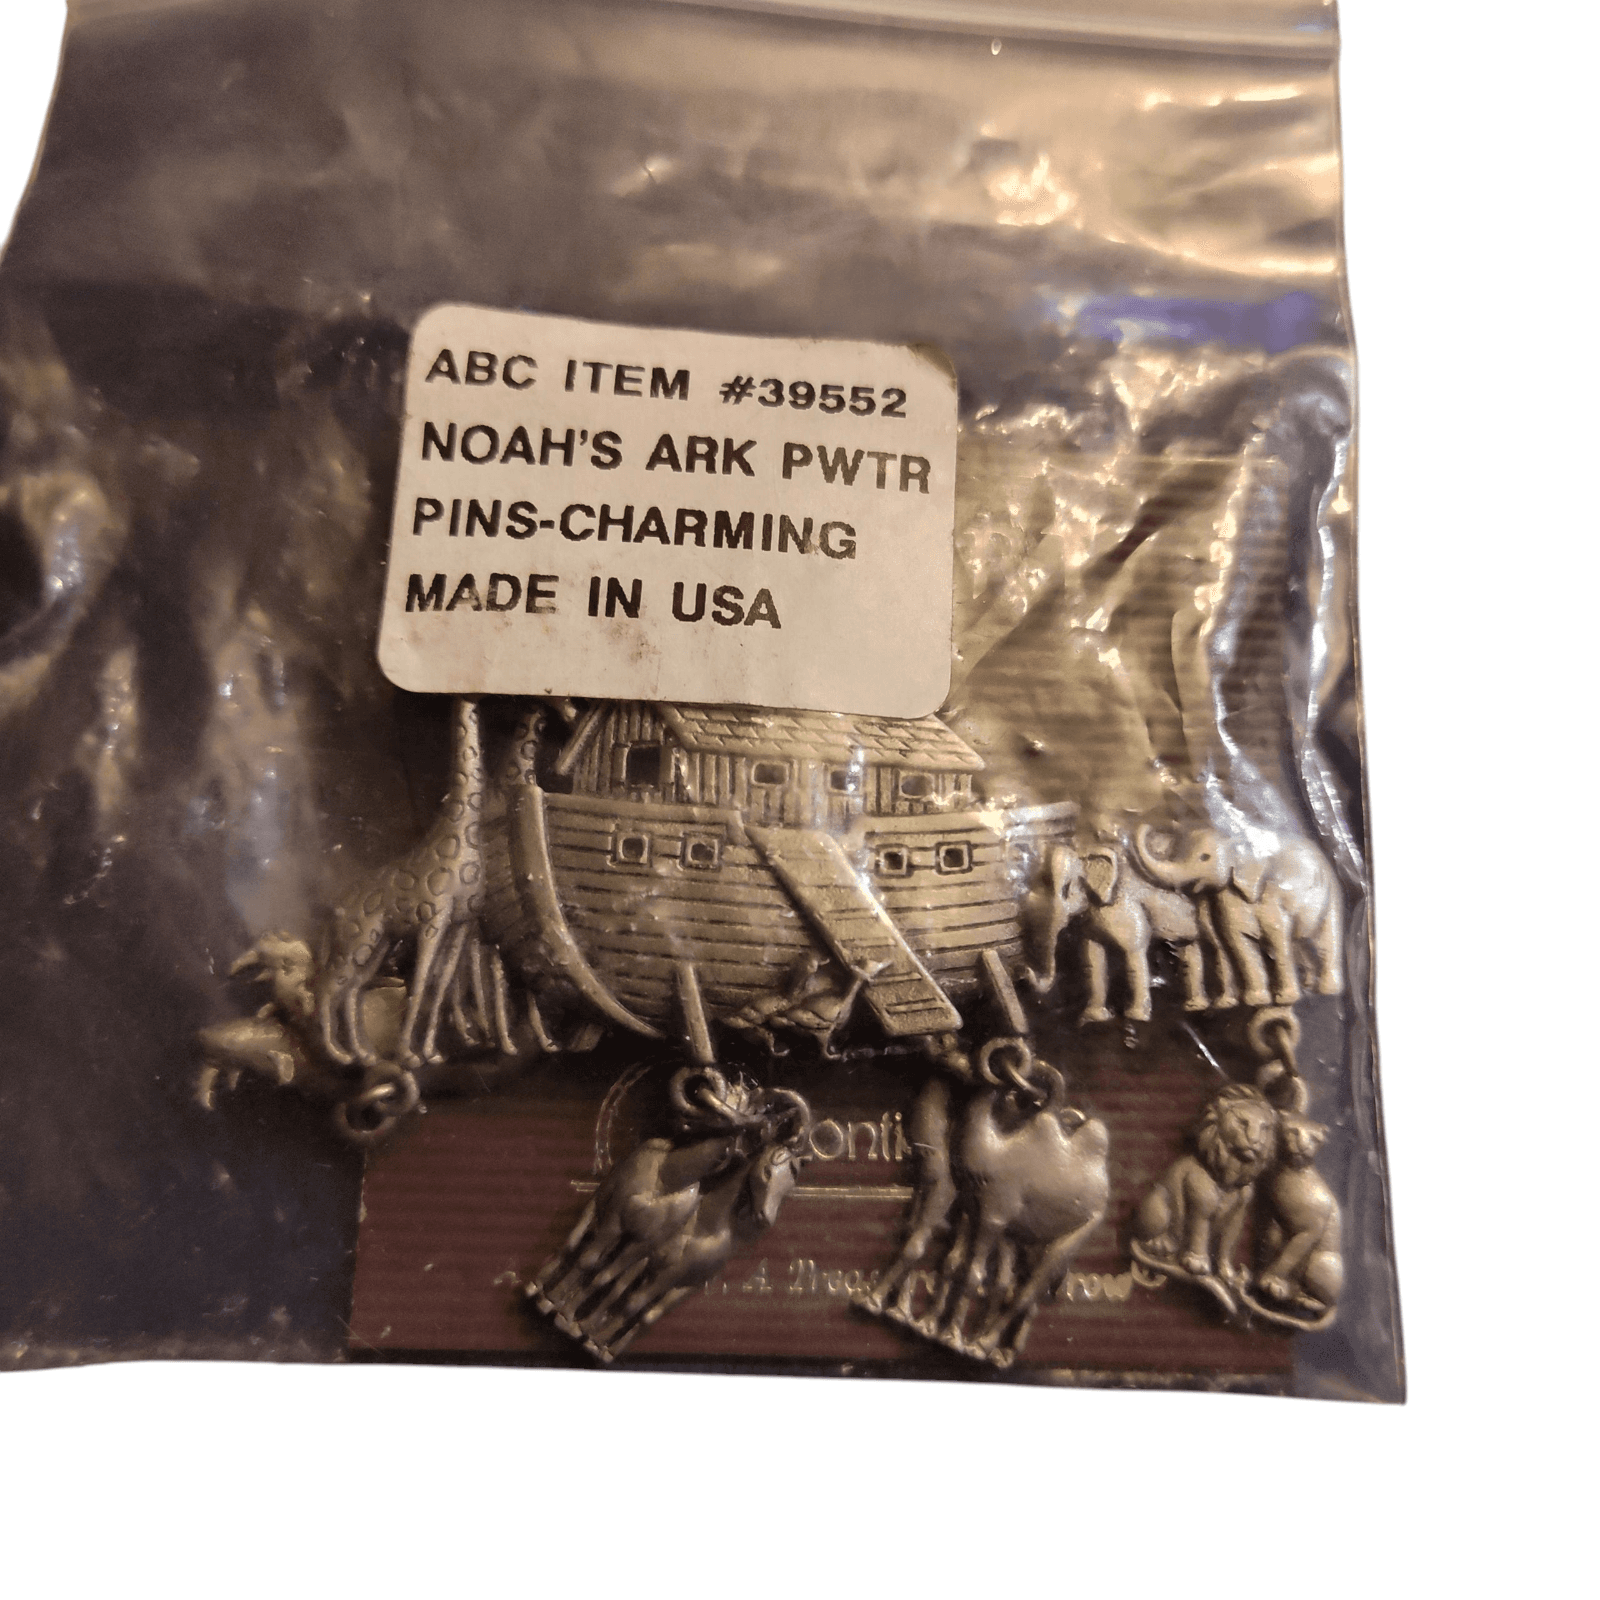 ABC ITEM #39552
NOAH'S ARK PWTR
PINS-CHARMING
MADE IN USA
A